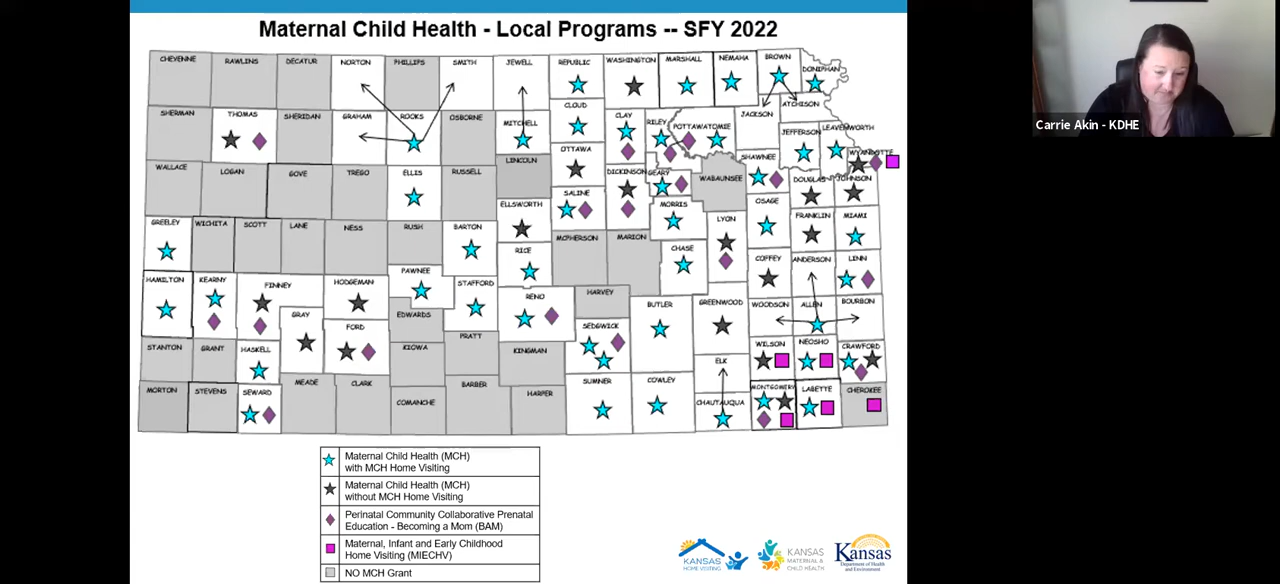 Maternal Child Health - Local Programs -- SFY 2022
Carrie Akin - KDHE
CHEYENNE RAWLINS DECATUR NORTON PHILLIPS SMITH JEWELL REPUBLIC WASHINGTON MARSHALL NEMAHA BROWN DONIPHAN
SHERMAN THOMAS SHERIDAN GRAHAM ROOKS OSBORNE MITCHELL CLOUD CLAY RILEY POTTAWATOMIE JACKSON ATCHISON
JEFFERSON LEAVENWORTH
WALLACE LOGAN GOVE TREGO ELLIS RUSSELL LINCOLN OTTAWA DICKINSON GEARY WABAUNSEE SHAWNEE DOUGLAS WYANDOTTE JOHNSON
GREELEY WICHITA SCOTT LANE NESS RUSH BARTON ELLSWORTH SALINE MORRIS OSAGE FRANKLIN MIAMI
RICE MCPHERSON MARION CHASE LYON COFFEY ANDERSON LINN
HAMILTON KEARNY FINNEY HODGEMAN PAWNEE STAFFORD RENO HARVEY BUTLER GREENWOOD WOODSON ALLEN BOURBON
GRAY FORD EDWARDS SEDGWICK
STANTON GRANT HASKELL KIOWA PRATT KINGMAN ELK WILSON NEOSHO CRAWFORD
MORTON STEVENS SEWARD MEADE CLARK COMANCHE BARBER HARPER SUMNER COWLEY CHAUTAUQUA MONTGOMERY LABETTE CHEROKEE
Maternal Child Health (MCH)
with MCH Home Visiting
Maternal Child Health (MCH)
without MCH Home Visiting
Perinatal Community Collaborative Prenatal
Education - Becoming a Mom (BAM)
Maternal, Infant and Early Childhood
Home Visiting (MIECHV)
NO MCH Grant
KANSAS
HOME VISITING
KANSAS
MATERNAL &
CHILD HEALTH
Kansas
Department of Health
and Environment